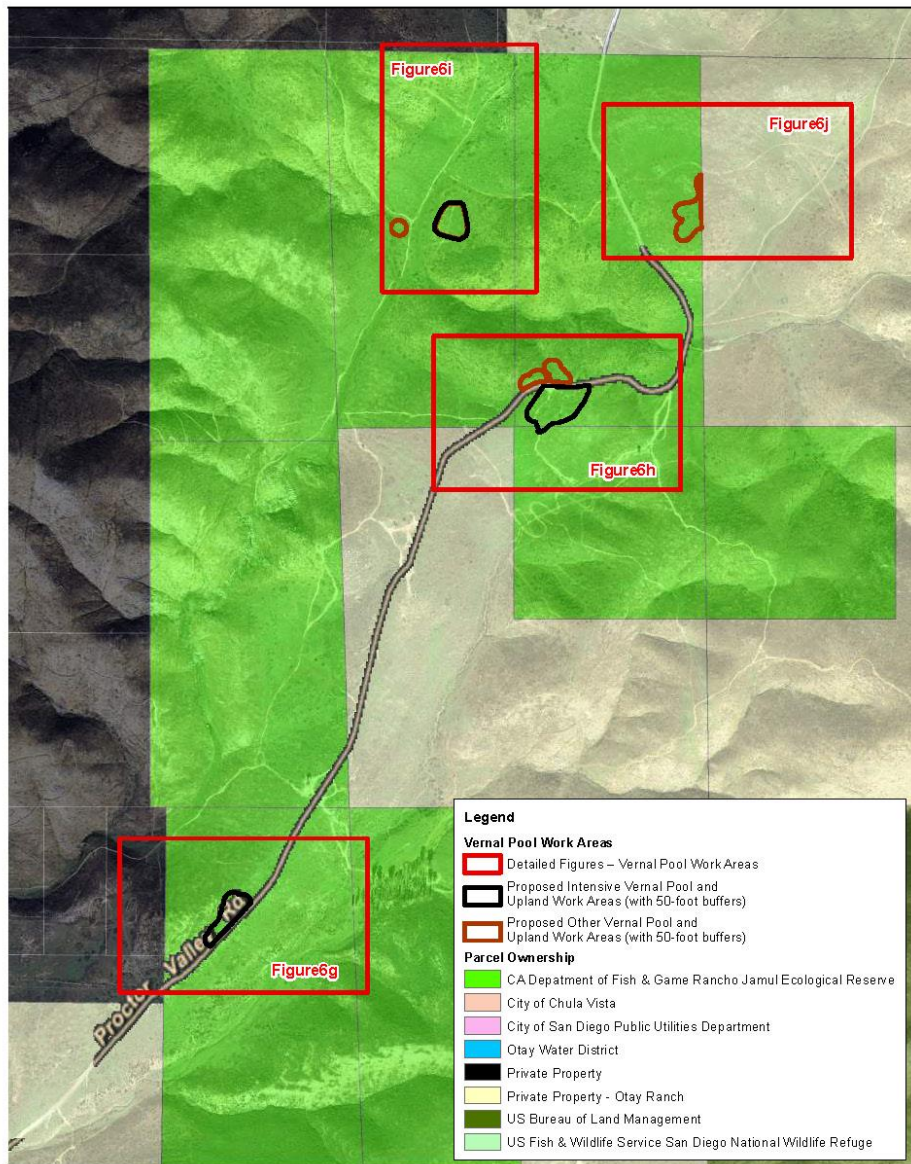 Figure6i
Figure6j
Figure6h
Figure6g
Proctor Valley Rd
Legend
Vernal Pool Work Areas
Detailed Figures – Vernal Pool Work Areas
Proposed Intensive Vernal Pool and
Upland Work Areas (with 50-foot buffers)
Proposed Other Vernal Pool and
Upland Work Areas (with 50-foot buffers)
Parcel Ownership
CA Depatment of Fish & Game Rancho Jamul Ecological Reserve
City of Chula Vista
City of San Diego Public Utilities Department
Otay Water District
Private Property
Private Property - Otay Ranch
US Bureau of Land Management
US Fish & Wildlife Service San Diego National Wildlife Refuge